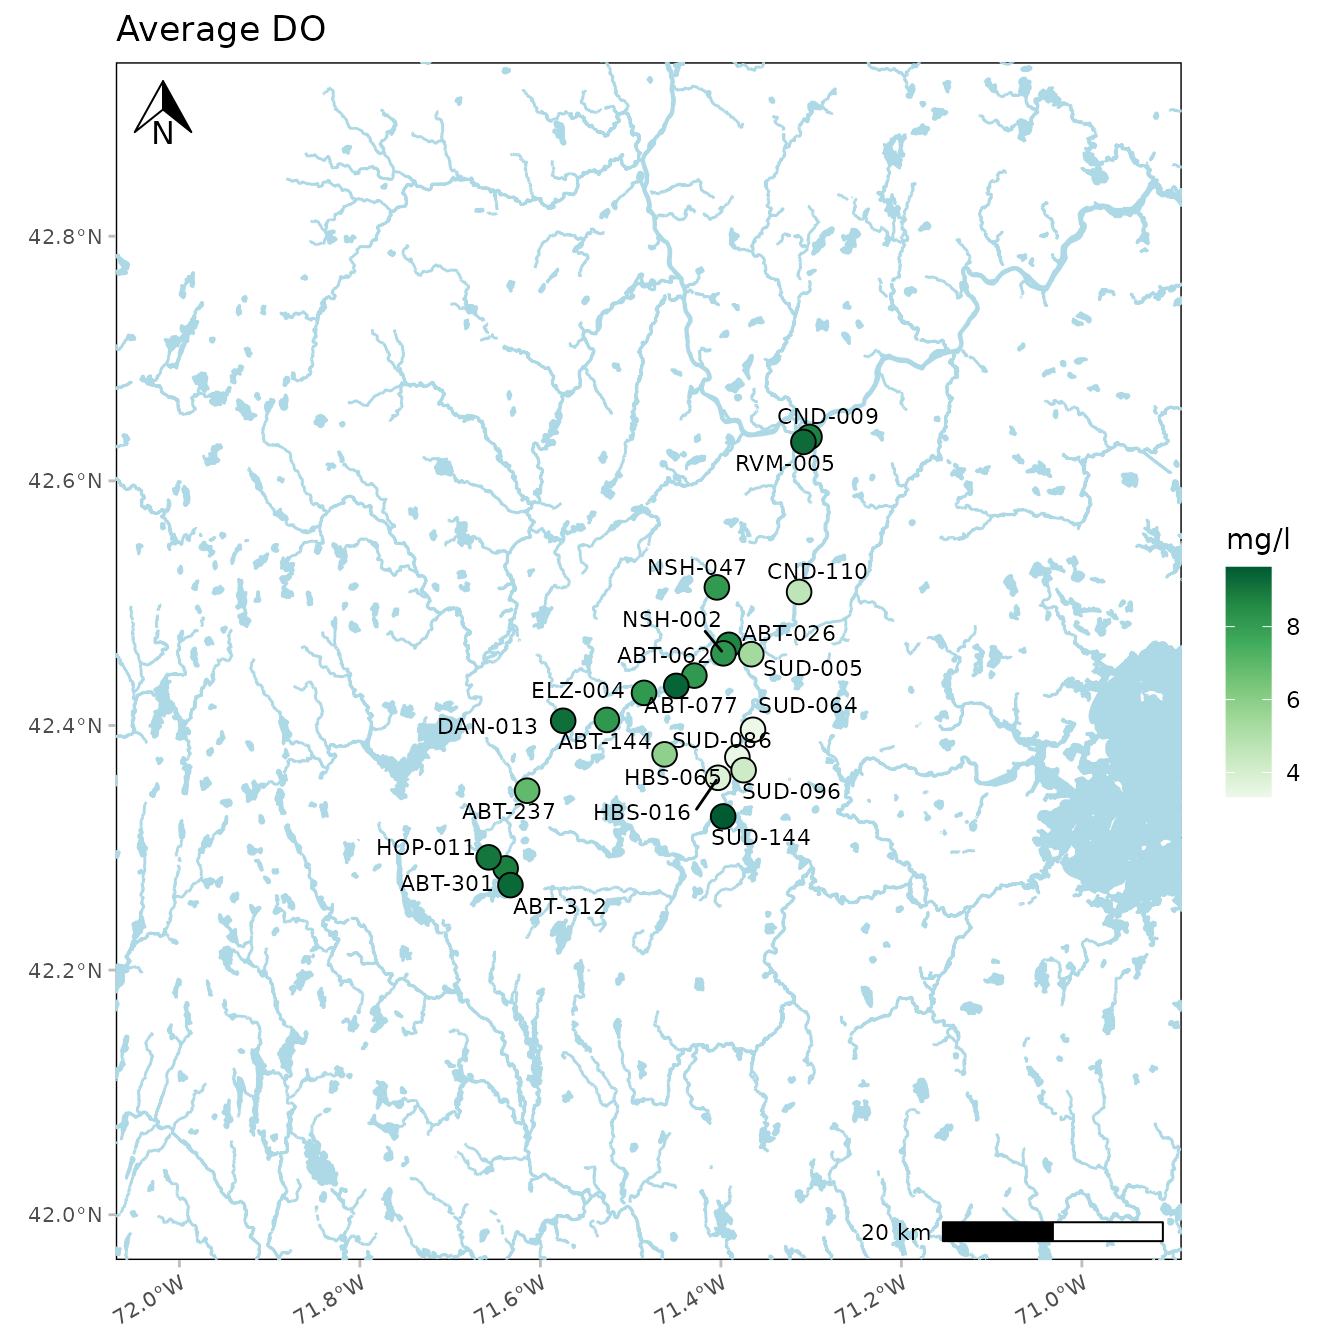 Average DO
N
42.8°N
42.6°N
42.4°N
42.2°N
42.0°N
CND-009
RVM-005
NSH-047
CND-110
NSH-002
ABT-026
ABT-062
SUD-005
ELZ-004
ABT-077
SUD-064
DAN-013
ABT-144
SUD-086
HBS-065
SUD-096
ABT-237
HBS-016
SUD-144
HOP-011
ABT-301
ABT-312
mg/l
8
6
4
20 km
72.0°W
71.8°W
71.6°W
71.4°W
71.2°W
71.0°W